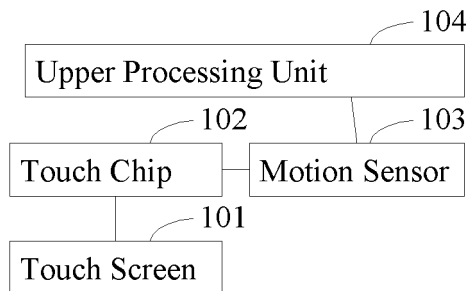 104
Upper Processing Unit
102 103
Touch Chip Motion Sensor
101
Touch Screen